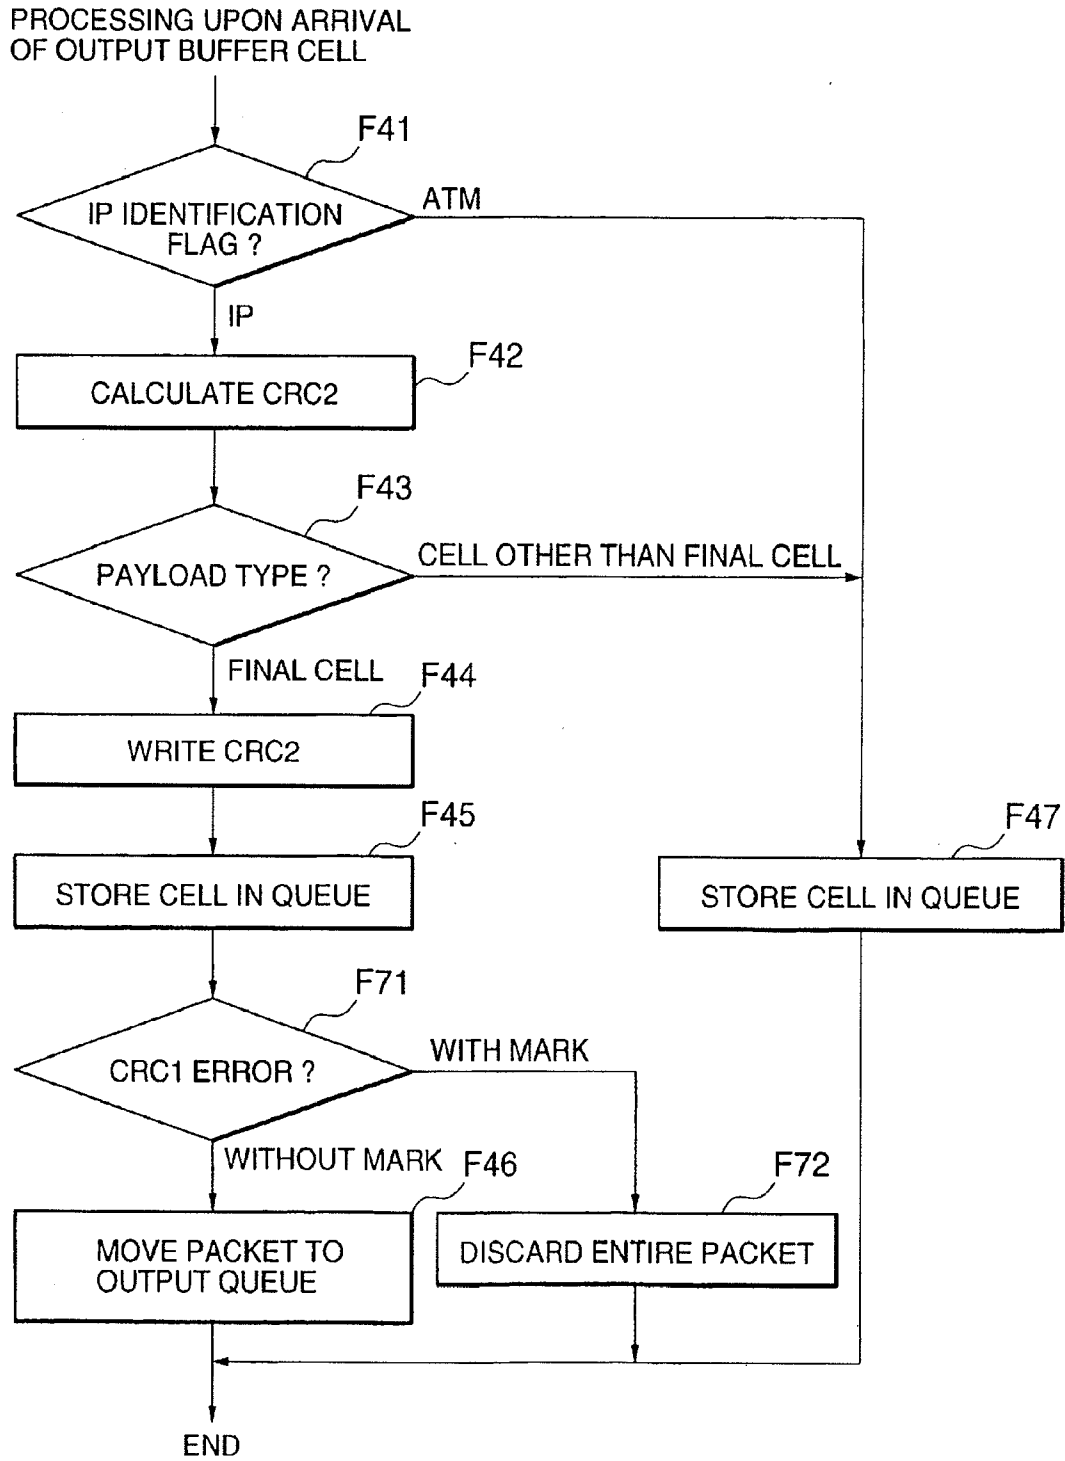 PROCESSING UPON ARRIVAL
OF OUTPUT BUFFER CELL
F41
IP IDENTIFICATION
FLAG ?
ATM
IP
F42
CALCULATE CRC2
F43
PAYLOAD TYPE ?
CELL OTHER THAN FINAL CELL
FINAL CELL
F44
WRITE CRC2
F45
STORE CELL IN QUEUE
F47
STORE CELL IN QUEUE
F71
CRC1 ERROR ?
WITH MARK
WITHOUT MARK
F46
MOVE PACKET TO
OUTPUT QUEUE
F72
DISCARD ENTIRE PACKET
END